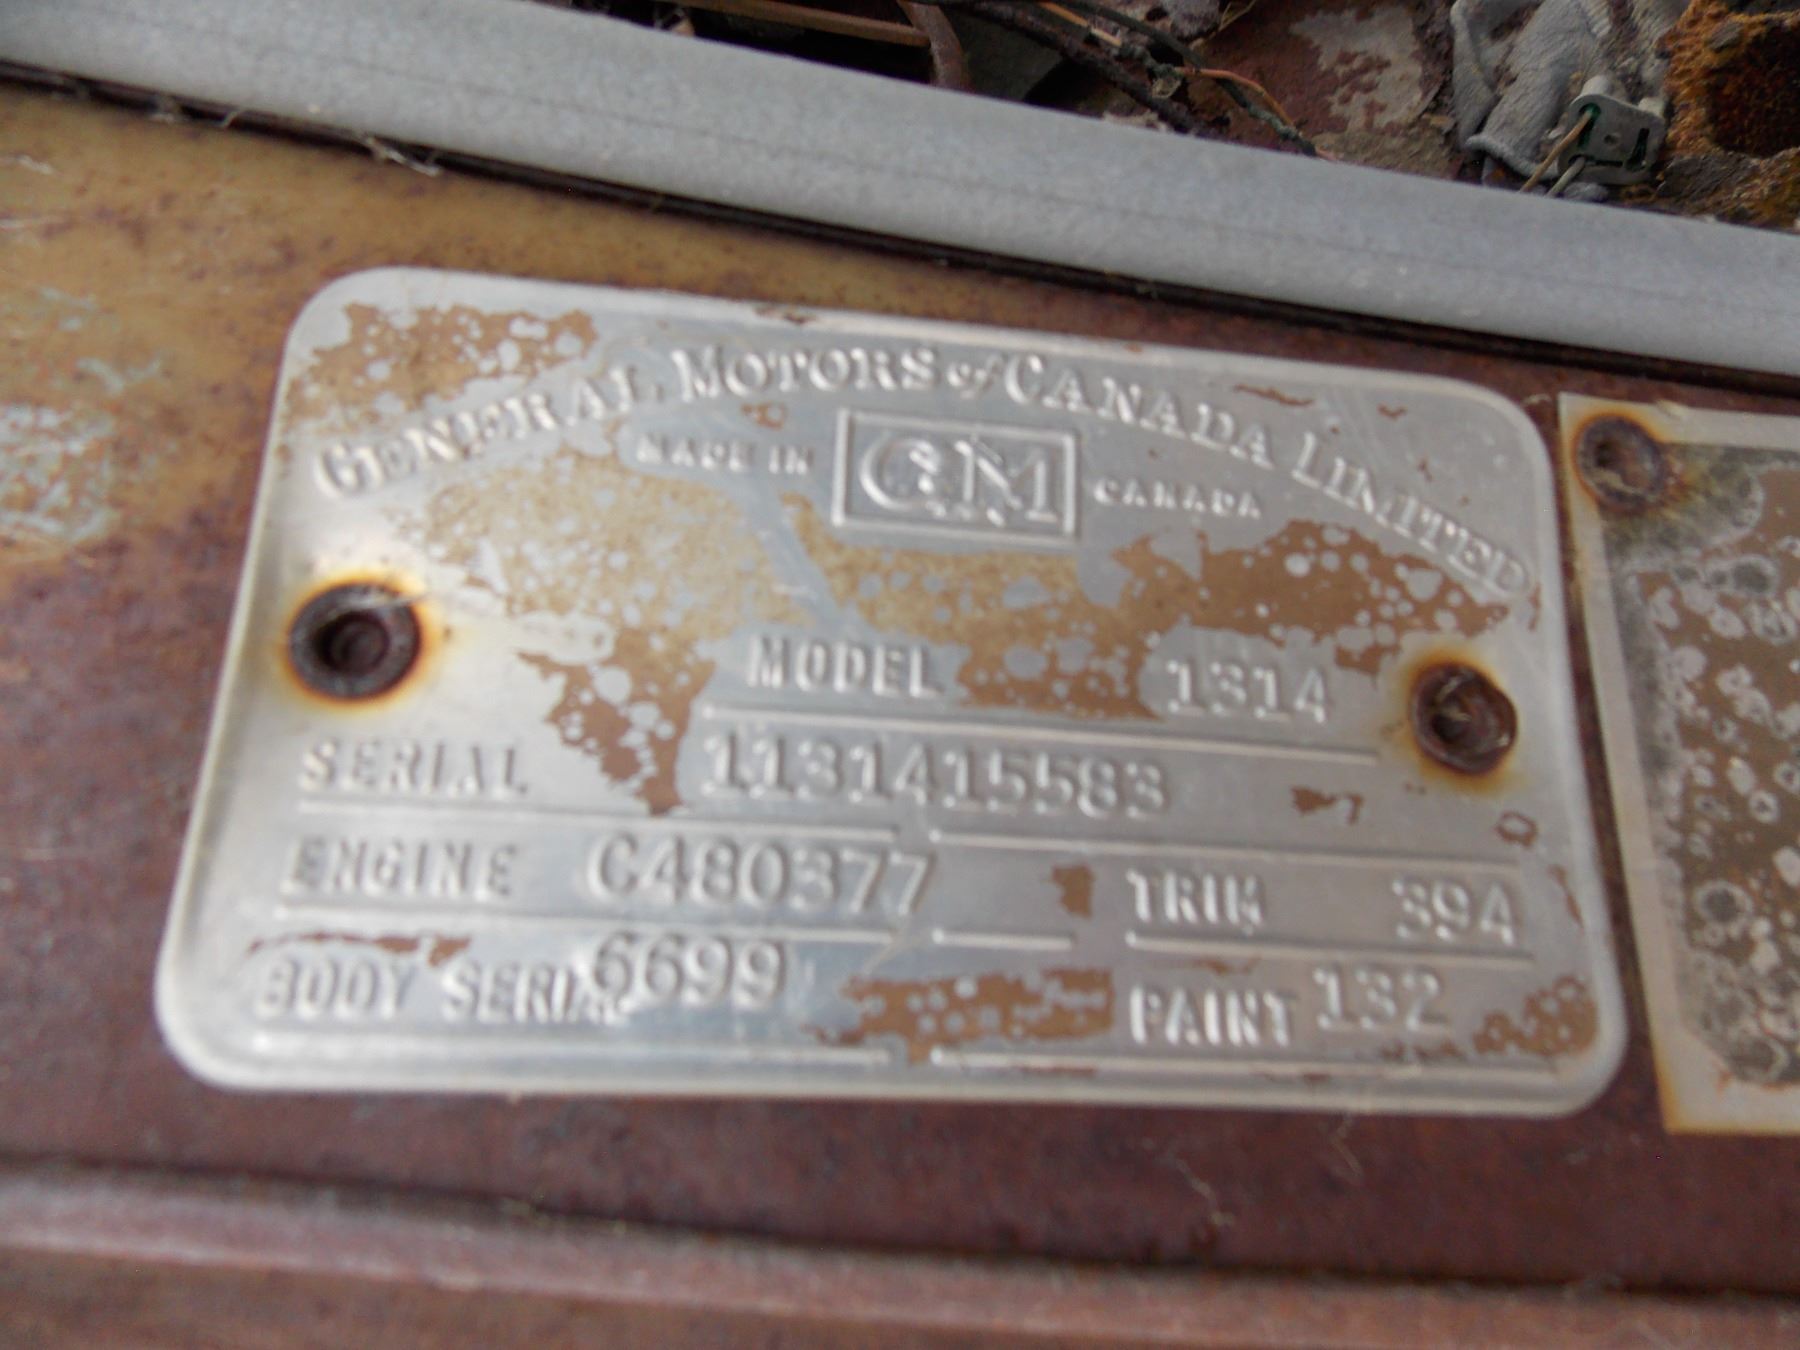 GENERAL MOTORS of CANADA LIMITED
MADE IN GM CANADA
MODEL 1314
SERIAL 1131415583
ENGINE C480377 TRIM 394
BODY SERIAL 6699 PAINT 132